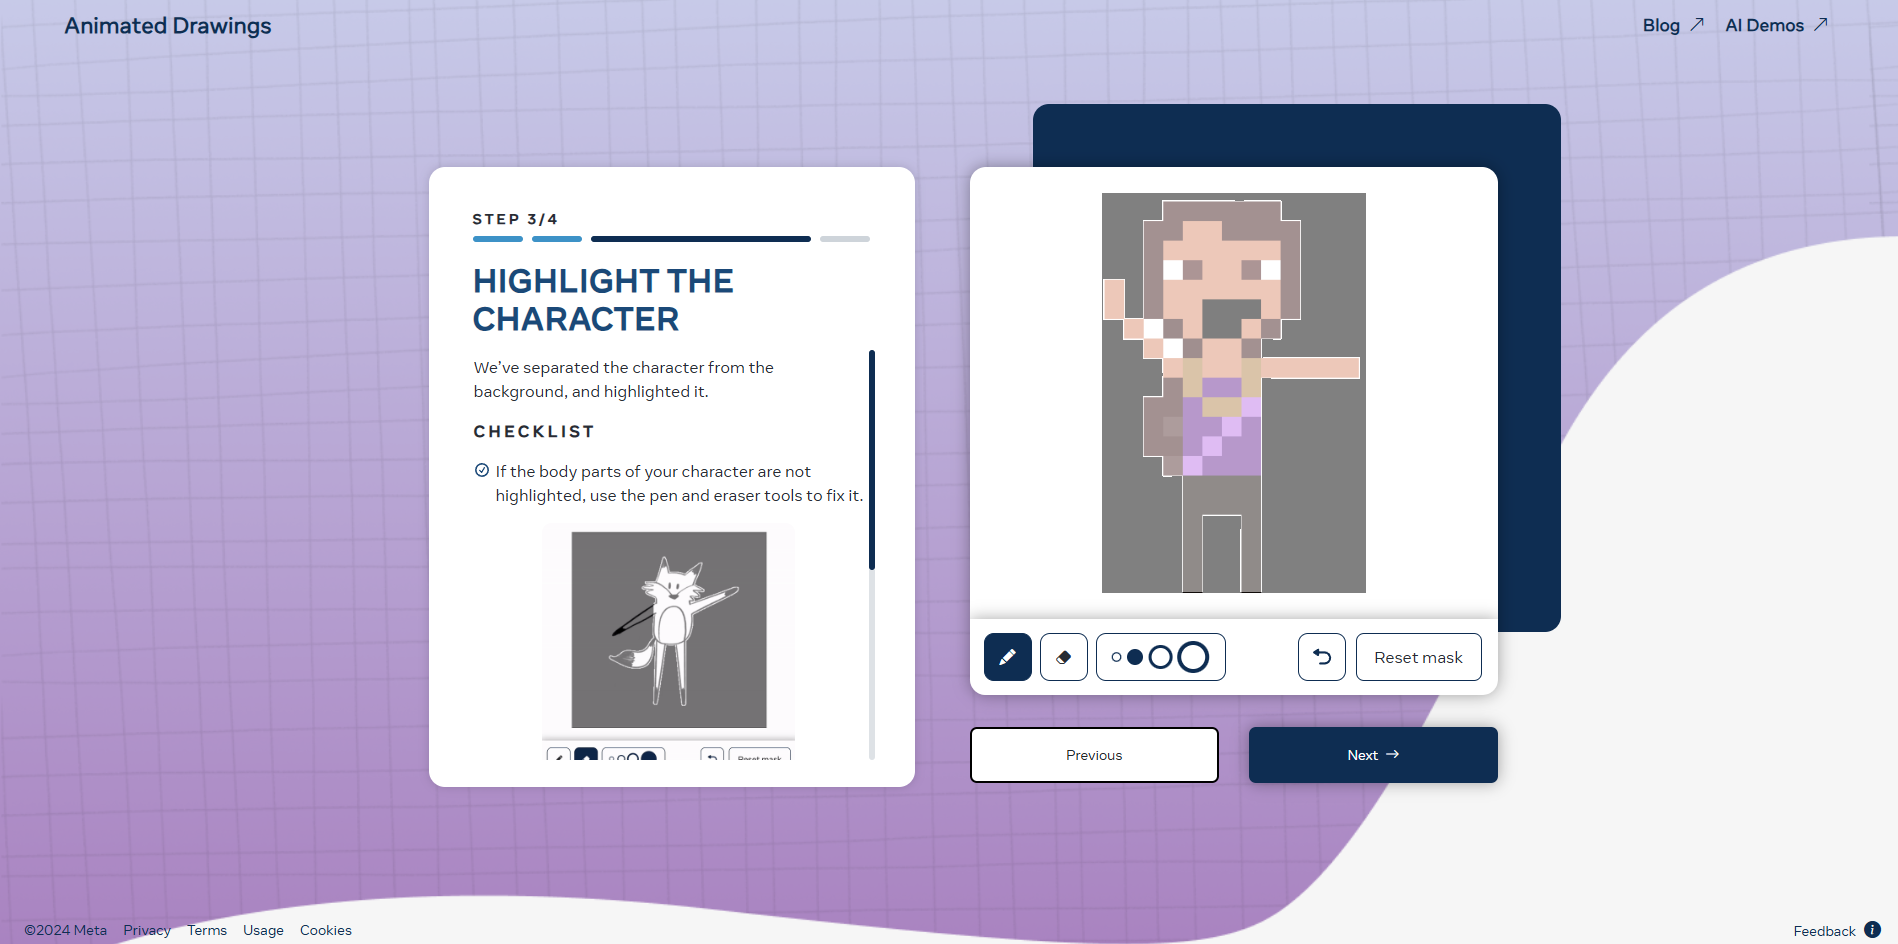 Animated Drawings
Blog
AI Demos
STEP 3/4
HIGHLIGHT THE
CHARACTER
We've separated the character from the
background, and highlighted it.
CHECKLIST
If the body parts of your character are not
highlighted, use the pen and eraser tools to fix it.
Reset mask
Reset mask
Previous
Next
©2024 Meta
Privacy
Terms
Usage
Cookies
Feedback